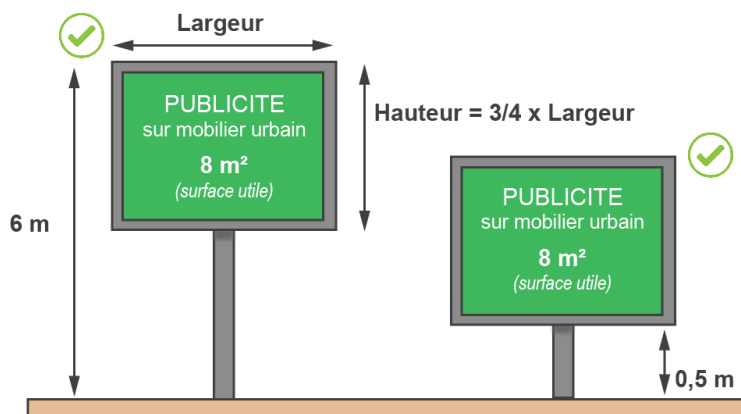 Largeur
PUBLICITE
sur mobilier urbain
8 m²
(surface utile)
Hauteur = 3/4 x Largeur
6 m
PUBLICITE
sur mobilier urbain
8 m²
(surface utile)
0,5 m